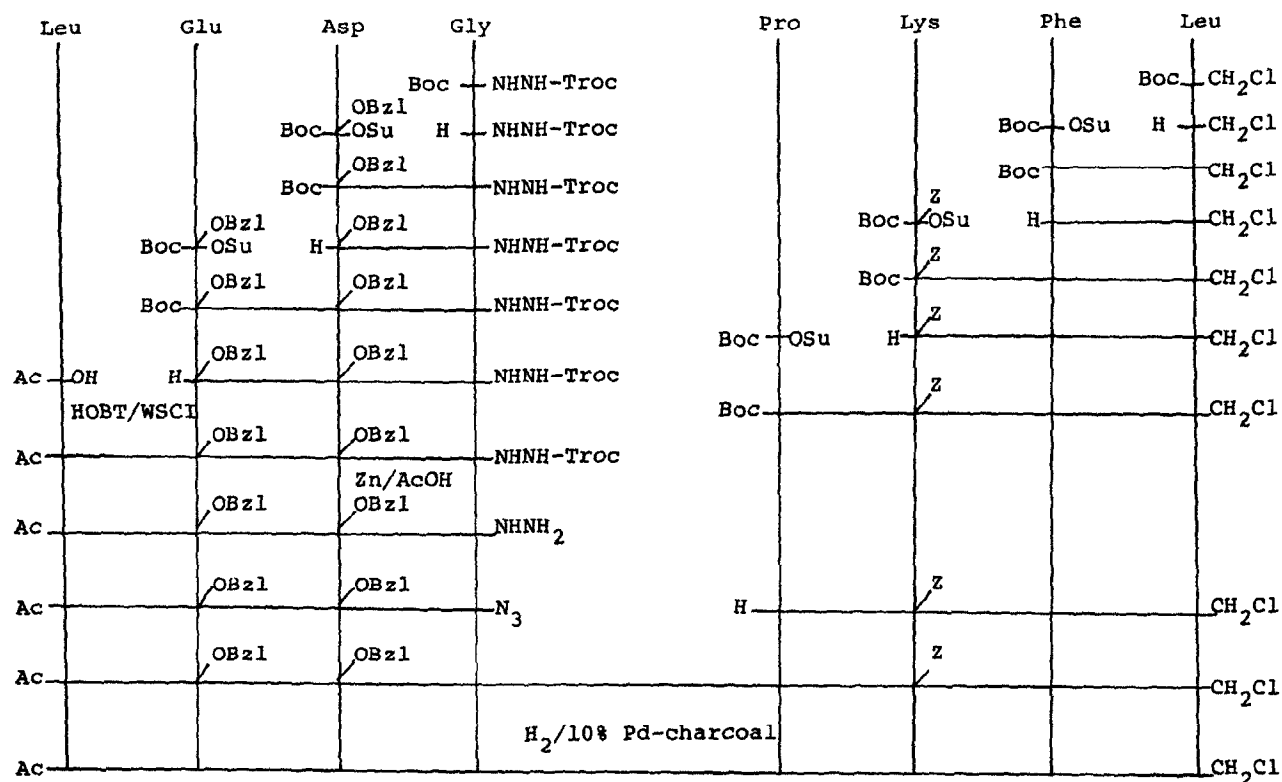 Leu Glu Asp Gly Pro Lys Phe Leu
Boc NHNH-Troc Boc CH2Cl
OBzl
Boc OSu H NHNH-Troc Boc OSu H CH2Cl
OBzl
Boc NHNH-Troc Boc CH2Cl
OBzl OBzl Z
Boc OSu H NHNH-Troc Boc OSu H CH2Cl
OBzl OBzl Z
Boc NHNH-Troc Boc CH2Cl
OBzl OBzl Z
Ac OH H NHNH-Troc Boc OSu H CH2Cl
HOBT/WSCI
OBzl OBzl Z
Ac NHNH-Troc Boc CH2Cl
Zn/AcOH
OBzl OBzl
Ac NHNH2
OBzl OBzl Z
Ac N3 H CH2Cl
OBzl OBzl Z
Ac CH2Cl
H2/10% Pd-charcoal
Ac CH2Cl